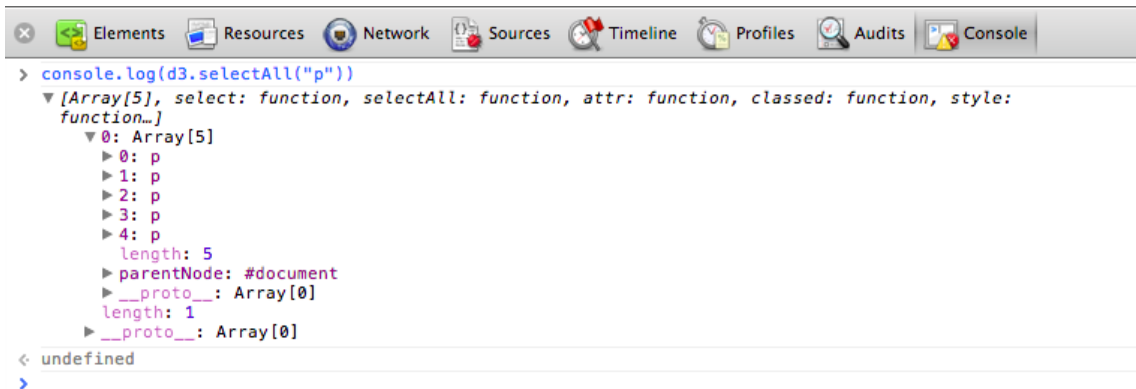 Elements Resources Network Sources Timeline Profiles Audits Console
> console.log(d3.selectAll("p"))
▼ [Array[5], select: function, selectAll: function, attr: function, classed: function, style:
function…]
▼ 0: Array[5]
▶ 0: p
▶ 1: p
▶ 2: p
▶ 3: p
▶ 4: p
length: 5
▶ parentNode: #document
▶ __proto__: Array[0]
length: 1
▶ __proto__: Array[0]
undefined
>